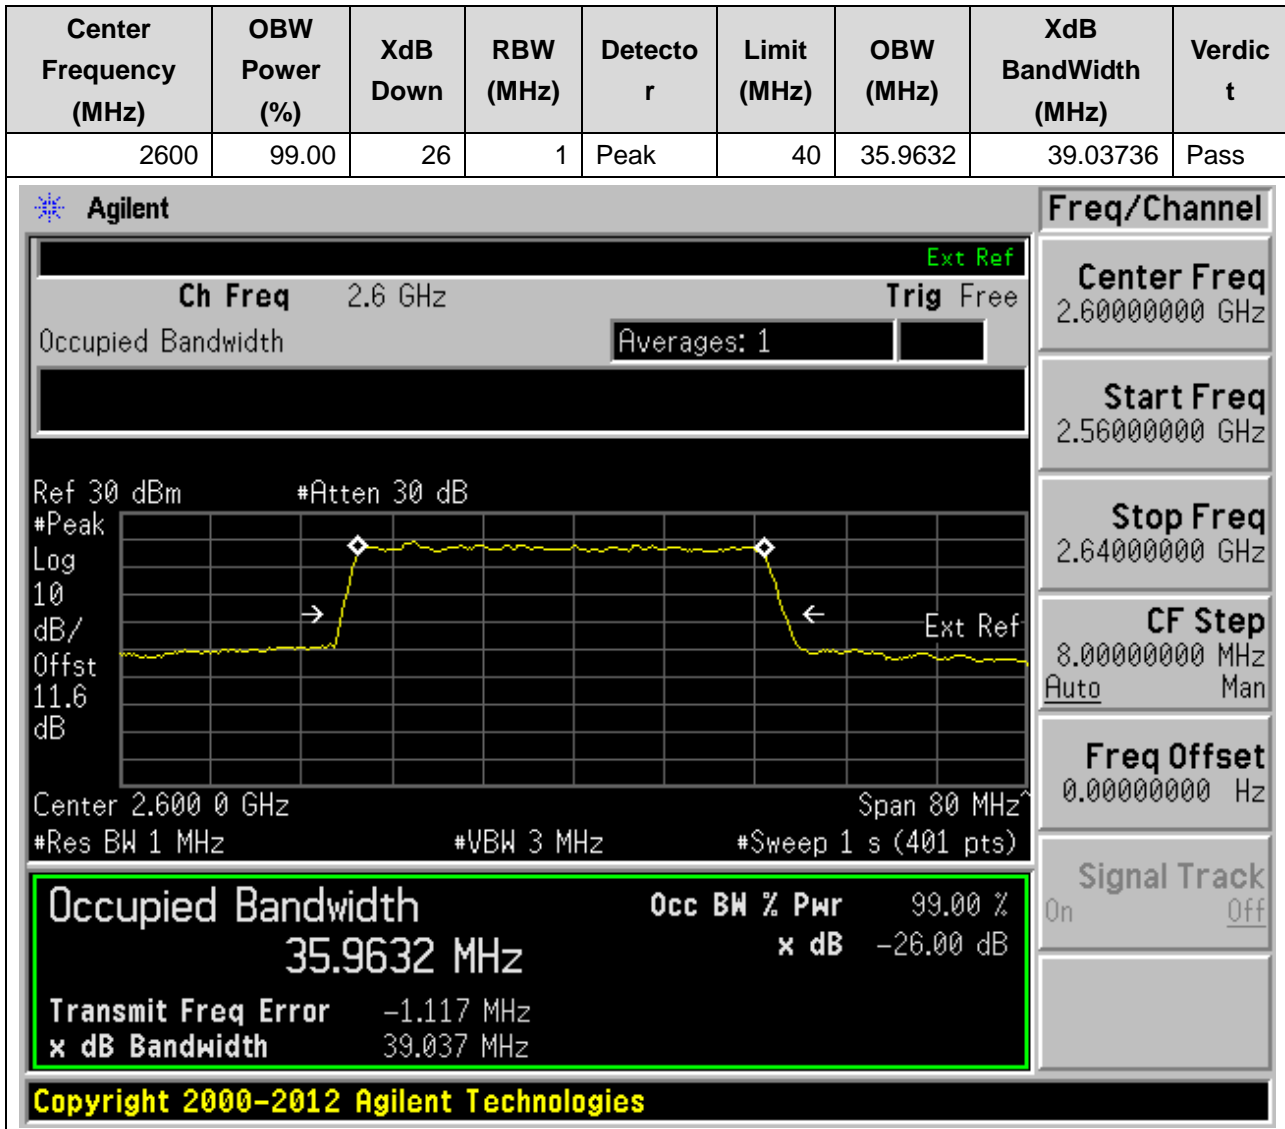 Center Frequency (MHz) OBW Power (%) XdB Down RBW (MHz) Detecto r Limit (MHz) OBW (MHz) XdB BandWidth (MHz) Verdic t
2600 99.00 26 1 Peak 40 35.9632 39.03736 Pass
Agilent
Freq/Channel
Ext Ref
Ch Freq 2.6 GHz Trig Free
Occupied Bandwidth Averages: 1
Ref 30 dBm #Atten 30 dB
#Peak
Log
10
dB/
Offst
11.6
dB
Ext Ref
Center 2.600 0 GHz Span 80 MHz^
#Res BW 1 MHz #VBW 3 MHz #Sweep 1 s (401 pts)
Occupied Bandwidth
35.9632 MHz
Occ BW % Pwr 99.00 %
x dB -26.00 dB
Transmit Freq Error -1.117 MHz
x dB Bandwidth 39.037 MHz
Center Freq
2.60000000 GHz
Start Freq
2.56000000 GHz
Stop Freq
2.64000000 GHz
CF Step
8.00000000 MHz
Auto Man
Freq Offset
0.00000000 Hz
Signal Track
On Off
Copyright 2000-2012 Agilent Technologies